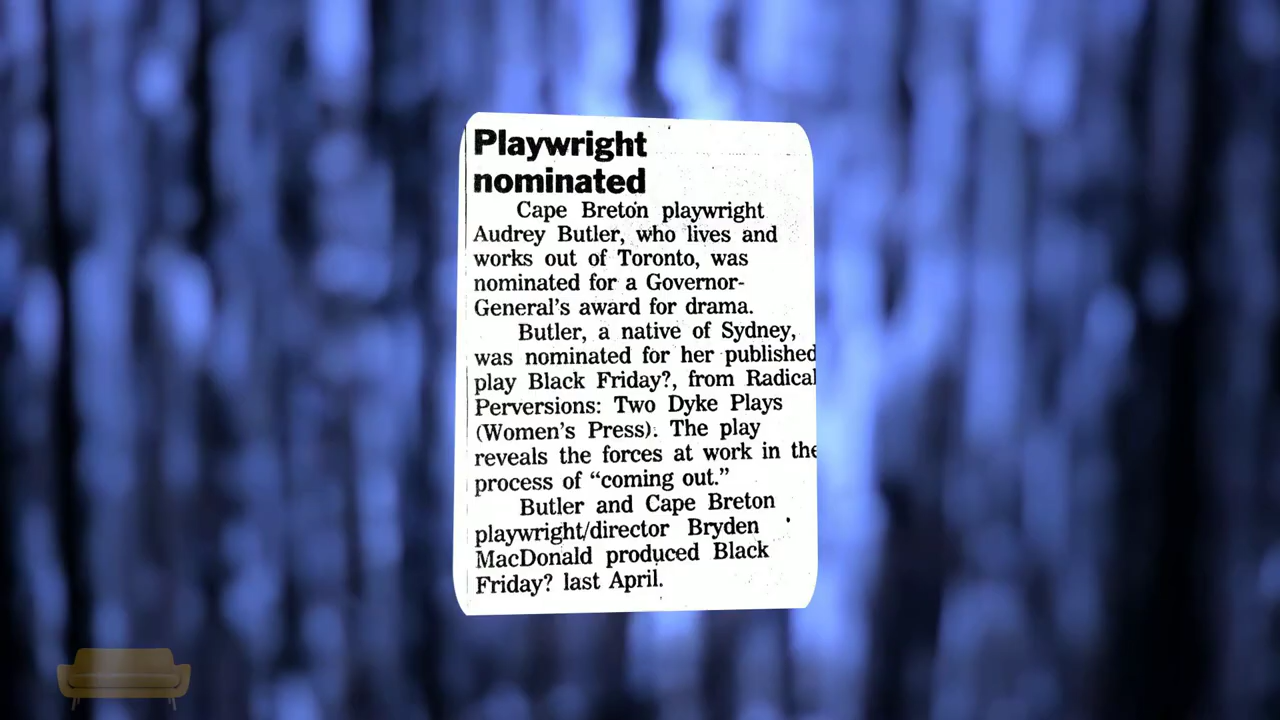 Playwright
nominated
Cape Breton playwright
Audrey Butler, who lives and
works out of Toronto, was
nominated for a Governor-
General's award for drama.
Butler, a native of Sydney,
was nominated for her published
play Black Friday?, from Radical
Perversions: Two Dyke Plays
(Women's Press). The play
reveals the forces at work in the
process of "coming out."
Butler and Cape Breton
playwright/director Bryden
MacDonald produced Black
Friday? last April.